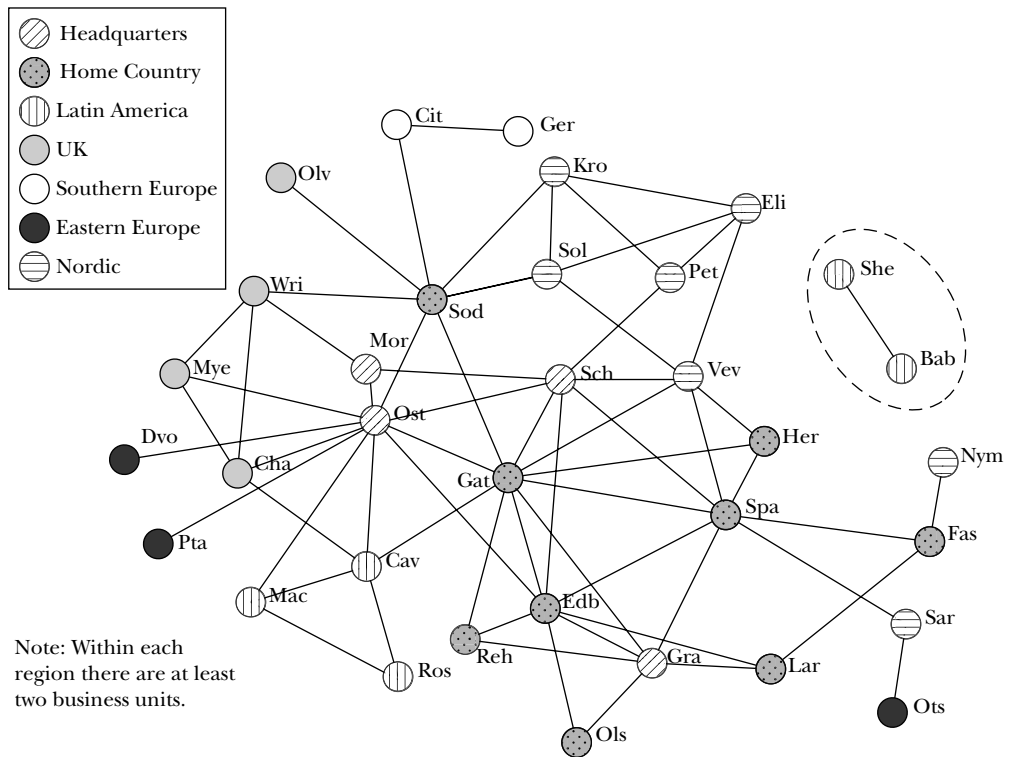 Headquarters
Home Country
Latin America
UK
Southern Europe
Eastern Europe
Nordic
Cit
Ger
Olv
Kro
Eli
Sol
Pet
She
Wri
Sod
Mor
Bab
Mye
Sch
Vev
Ost
Dvo
Her
Cha
Nym
Gat
Spa
Pta
Fas
Cav
Mac
Edb
Sar
Note: Within each
region there are at least
two business units.
Reh
Gra
Lar
Ros
Ots
Ols